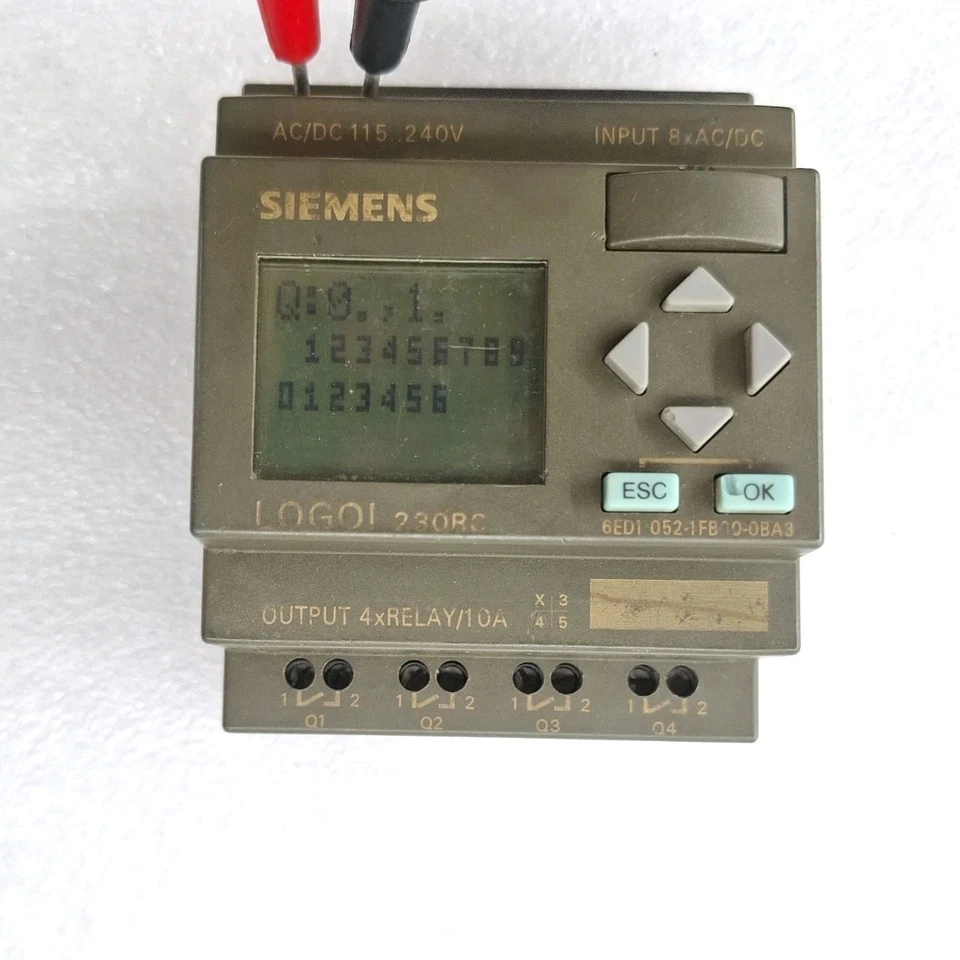 AC/DC 115..240V INPUT 8xAC/DC
SIEMENS
Q:0.,1.
123456789
0123456
ESC OK
LOGO! 230RC
6ED1 052-1FB00-0BA3
OUTPUT 4xRELAY/10A
X 3
4 5
1 2 1 2 1 2 1 2
Q1 Q2 Q3 Q4